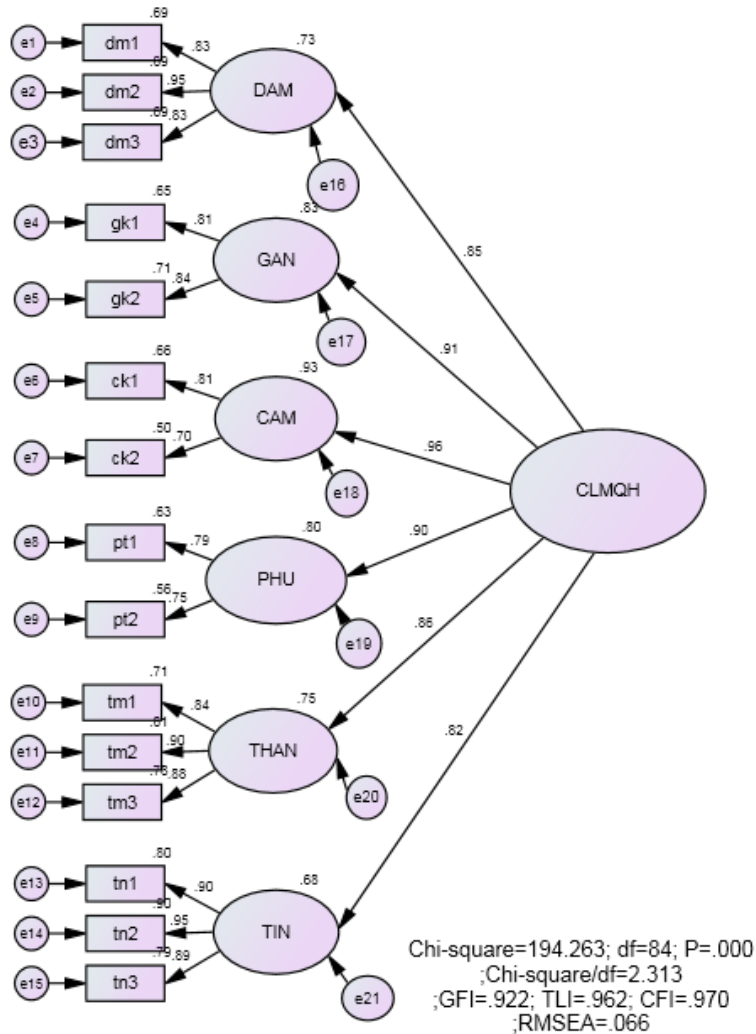 .69
e1 dm1 .83 .73
.69
e2 dm2 .95 DAM
.69 .83
e3 dm3
e16
.65 .83
e4 gk1 .81
GAN .85
.71 .84
e5 gk2
e17
.66 .93 .91
e6 ck1 .81
CAM
.50 .70 .96
e7 ck2
e18 CLMQH
.63 .80 .90
e8 pt1 .79
PHU
.56 .75
e9 pt2
e19 .86
.71 .75
e10 tm1 .84
.81 .82
e11 tm2 .90 THAN
.78 .88
e12 tm3 e20
.80 .68
e13 tn1 .90
.90
e14 tn2 .95 TIN
.79 .89
e15 tn3
e21
Chi-square=194.263; df=84; P=.000
;Chi-square/df=2.313
;GFI=.922; TLI=.962; CFI=.970
;RMSEA=.066